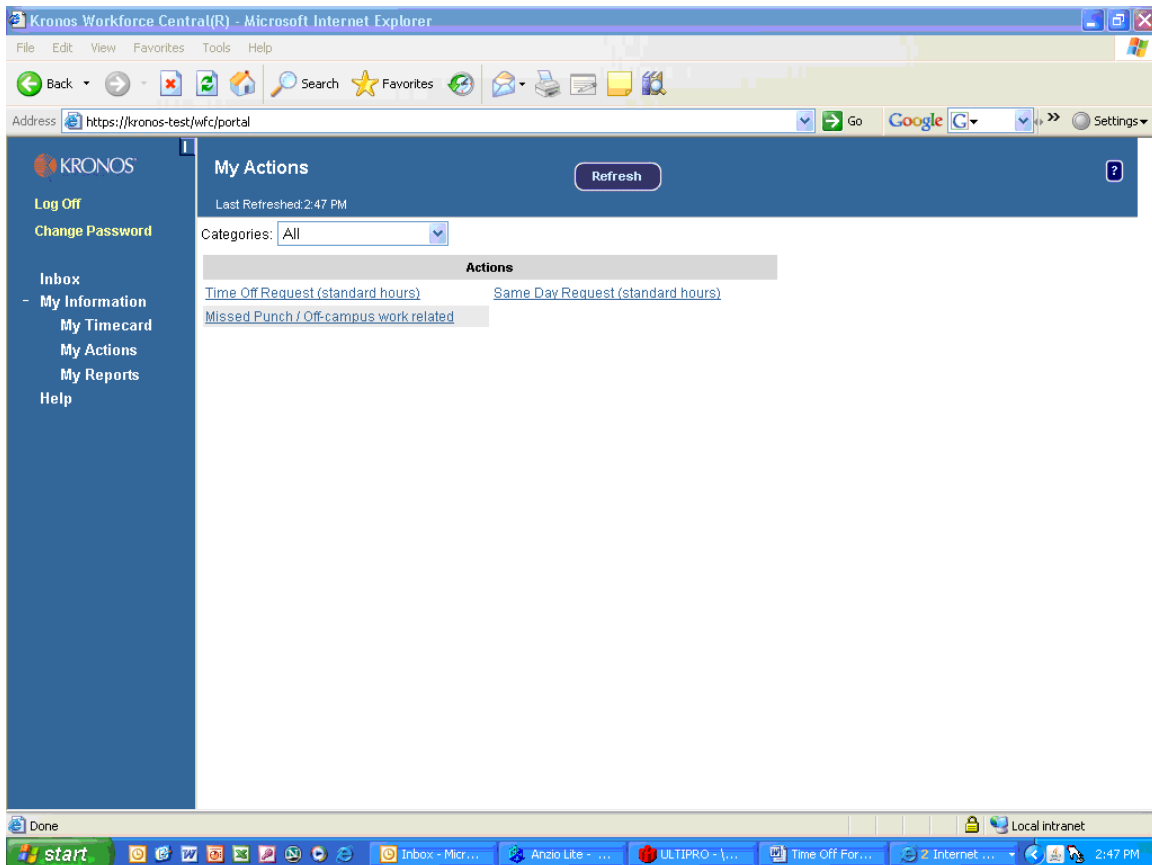 Kronos Workforce Central(R) - Microsoft Internet Explorer
File Edit View Favorites Tools Help
Back Search Favorites
Address https://kronos-test/wfc/portal Go Google G Settings
KRONOS
Log Off
Change Password
Inbox
- My Information
My Timecard
My Actions
My Reports
Help
My Actions
Refresh
?
Last Refreshed:2:47 PM
Categories: All
Actions
Time Off Request (standard hours) Same Day Request (standard hours)
Missed Punch / Off-campus work related
Done Local intranet
start Inbox - Micr... Anzio Lite - ... ULTIPRO - \... Time Off For... 2 Internet ... 2:47 PM